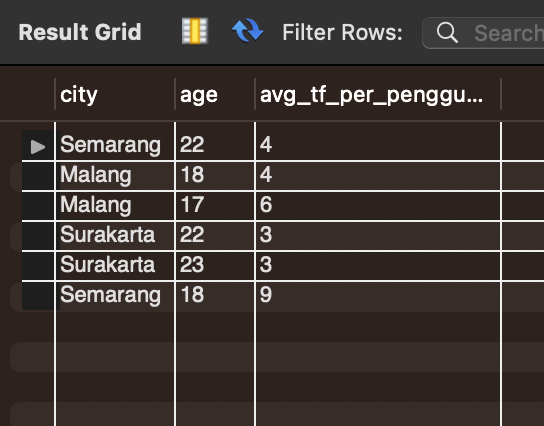 Result Grid Filter Rows: Search
city age avg_tf_per_penggu...
Semarang 22 4
Malang 18 4
Malang 17 6
Surakarta 22 3
Surakarta 23 3
Semarang 18 9